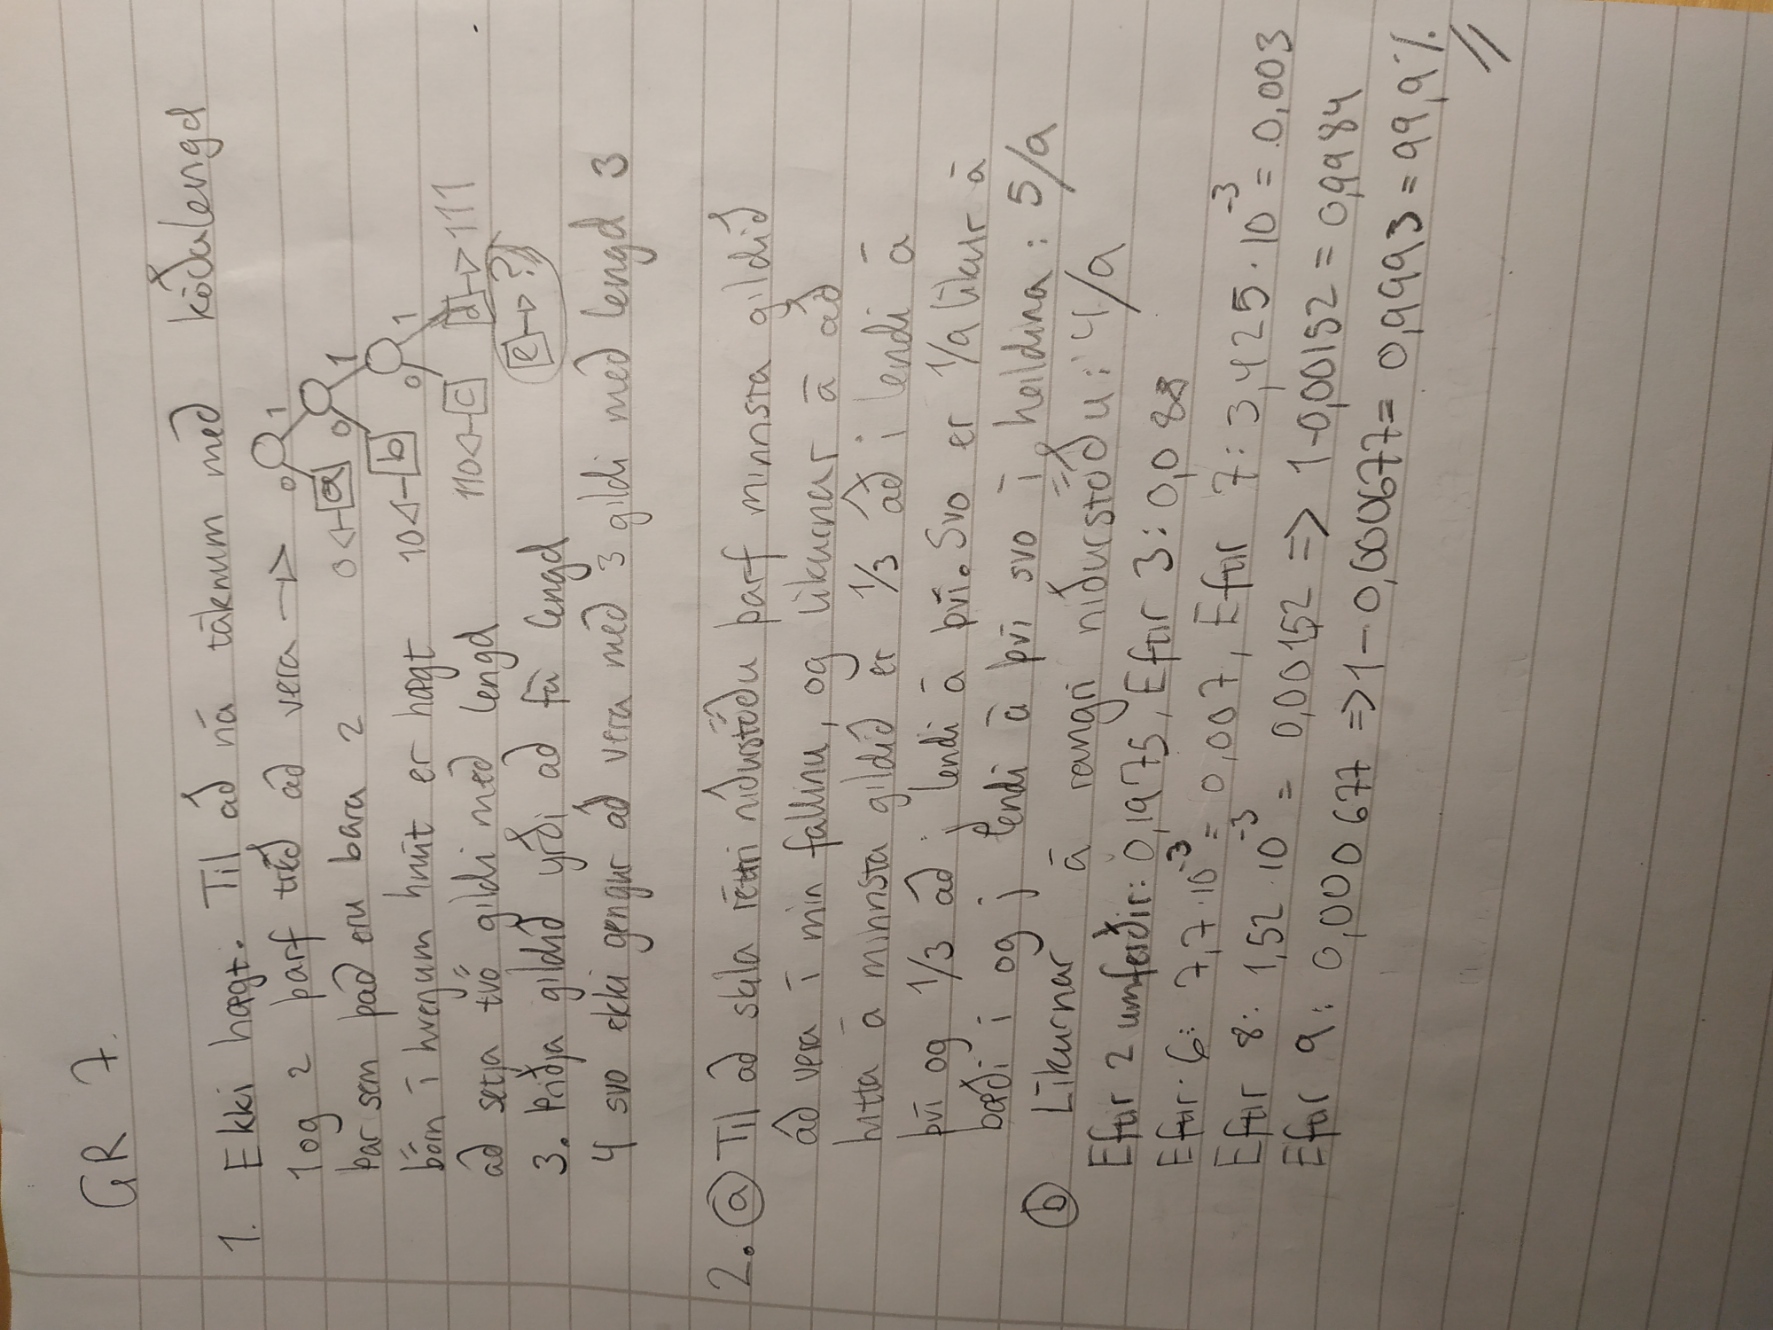 GR 7.
1. Ekki hægt. Til að ná táknum með kóðalengd
1 og 2 þarf tréð að vera →
Þar sem það eru bara 2
börn í hverjum hnút er hægt
að setja tvö gildi með lengd
3. Þriðja gildið yrði að fá lengd
4 svo ekki gengur að vera með 3 gildi með lengd 3
0 1
0 ← a 0 1
10 ← b 0 1
110 ← c d → 111
e → ?
2. a Til að skila réttri niðurstöðu þarf minnsta gildið
að vera í min fallinu, og líkurnar á að
hitta á minnsta gildið er 1/3 að i lendi á
því og 1/3 að j lendi á því. Svo er 1/9 líkur á
bæði i og j lendi á því svo í heildina: 5/9
b Líkurnar á rangri niðurstöðu: 4/9
Eftir 2 umferðir: 0,1975, Eftir 3: 0,088
Eftir 6: 7,7·10⁻³ = 0,007, Eftir 7: 3,425·10⁻³ = 0,003
Eftir 8: 1,52·10⁻³ = 0,00152 => 1-0,00152 = 0,9984
Eftir 9: 0,000677 => 1-0,000677 = 0,9993 = 99,9%